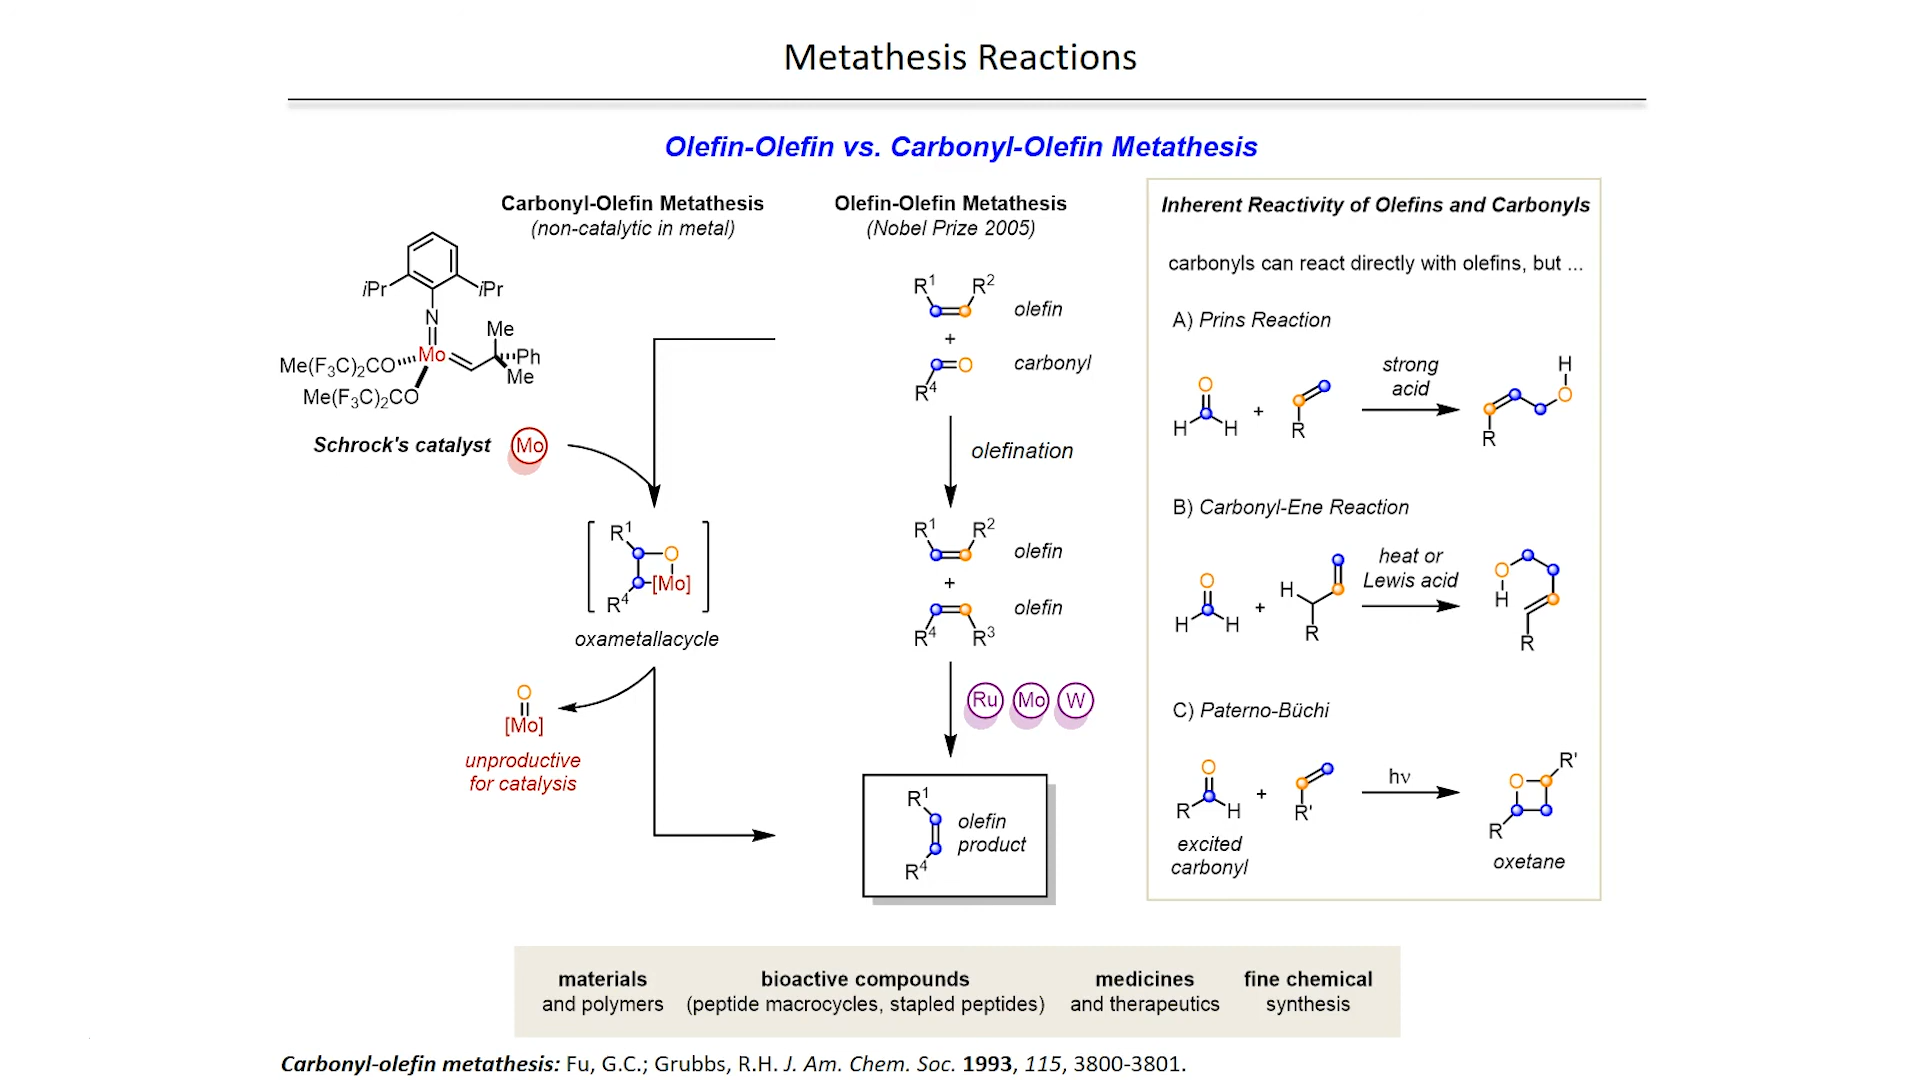 Metathesis Reactions
Olefin-Olefin vs. Carbonyl-Olefin Metathesis
Carbonyl-Olefin Metathesis
(non-catalytic in metal)
iPr
iPr
N
Me
Me(F₃C)₂CO
Mo
Ph
Me
Me(F₃C)₂CO
Schrock's catalyst
Mo
R¹
O
[Mo]
R⁴
oxametallacycle
O
[Mo]
unproductive
for catalysis
Olefin-Olefin Metathesis
(Nobel Prize 2005)
R¹ R²
olefin
+
O
carbonyl
R⁴
olefination
R¹ R²
olefin
+
olefin
R⁴ R³
Ru Mo W
R¹
olefin
product
R⁴
Inherent Reactivity of Olefins and Carbonyls
carbonyls can react directly with olefins, but ...
A) Prins Reaction
O
H H
+
R
strong
acid
H
O
R
B) Carbonyl-Ene Reaction
O
H H
+
H
R
heat or
Lewis acid
O
H
R
C) Paterno-Büchi
O
R H
+
R'
hν
R'
O
R
excited
carbonyl
oxetane
materials
and polymers
bioactive compounds
(peptide macrocycles, stapled peptides)
medicines
and therapeutics
fine chemical
synthesis
Carbonyl-olefin metathesis: Fu, G.C.; Grubbs, R.H. J. Am. Chem. Soc. 1993, 115, 3800-3801.